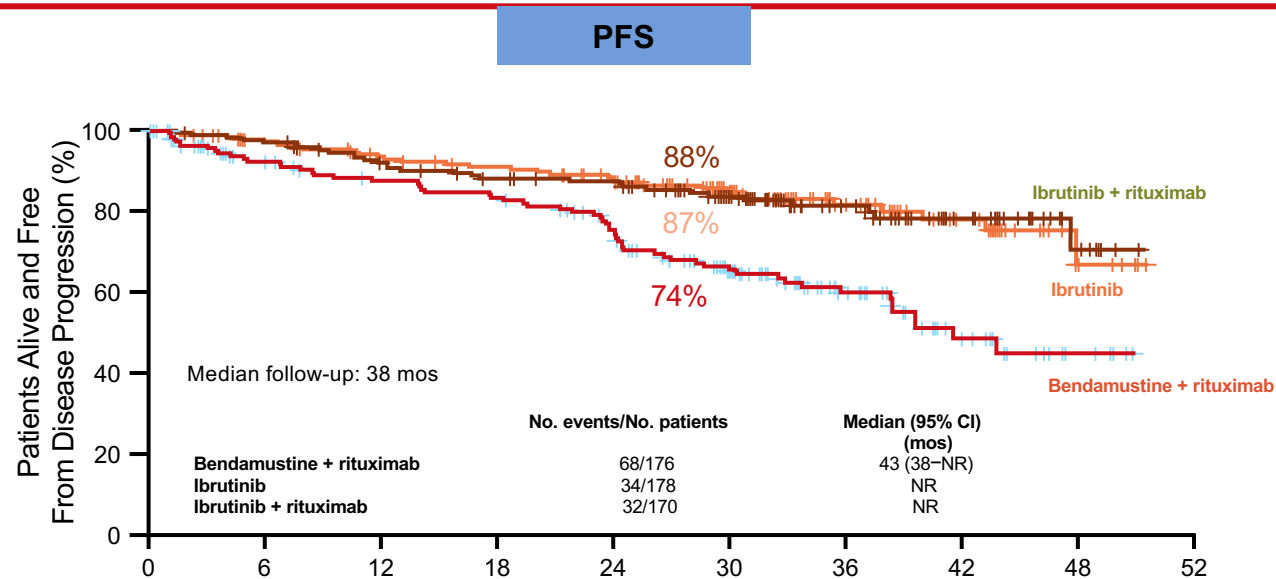 PFS
Patients Alive and Free
From Disease Progression (%)
100
80
60
40
20
0
88%
87%
74%
Ibrutinib + rituximab
Ibrutinib
Bendamustine + rituximab
Median follow-up: 38 mos
No. events/No. patients Median (95% CI)
(mos)
Bendamustine + rituximab 68/176 43 (38–NR)
Ibrutinib 34/178 NR
Ibrutinib + rituximab 32/170 NR
0 6 12 18 24 30 36 42 48 52